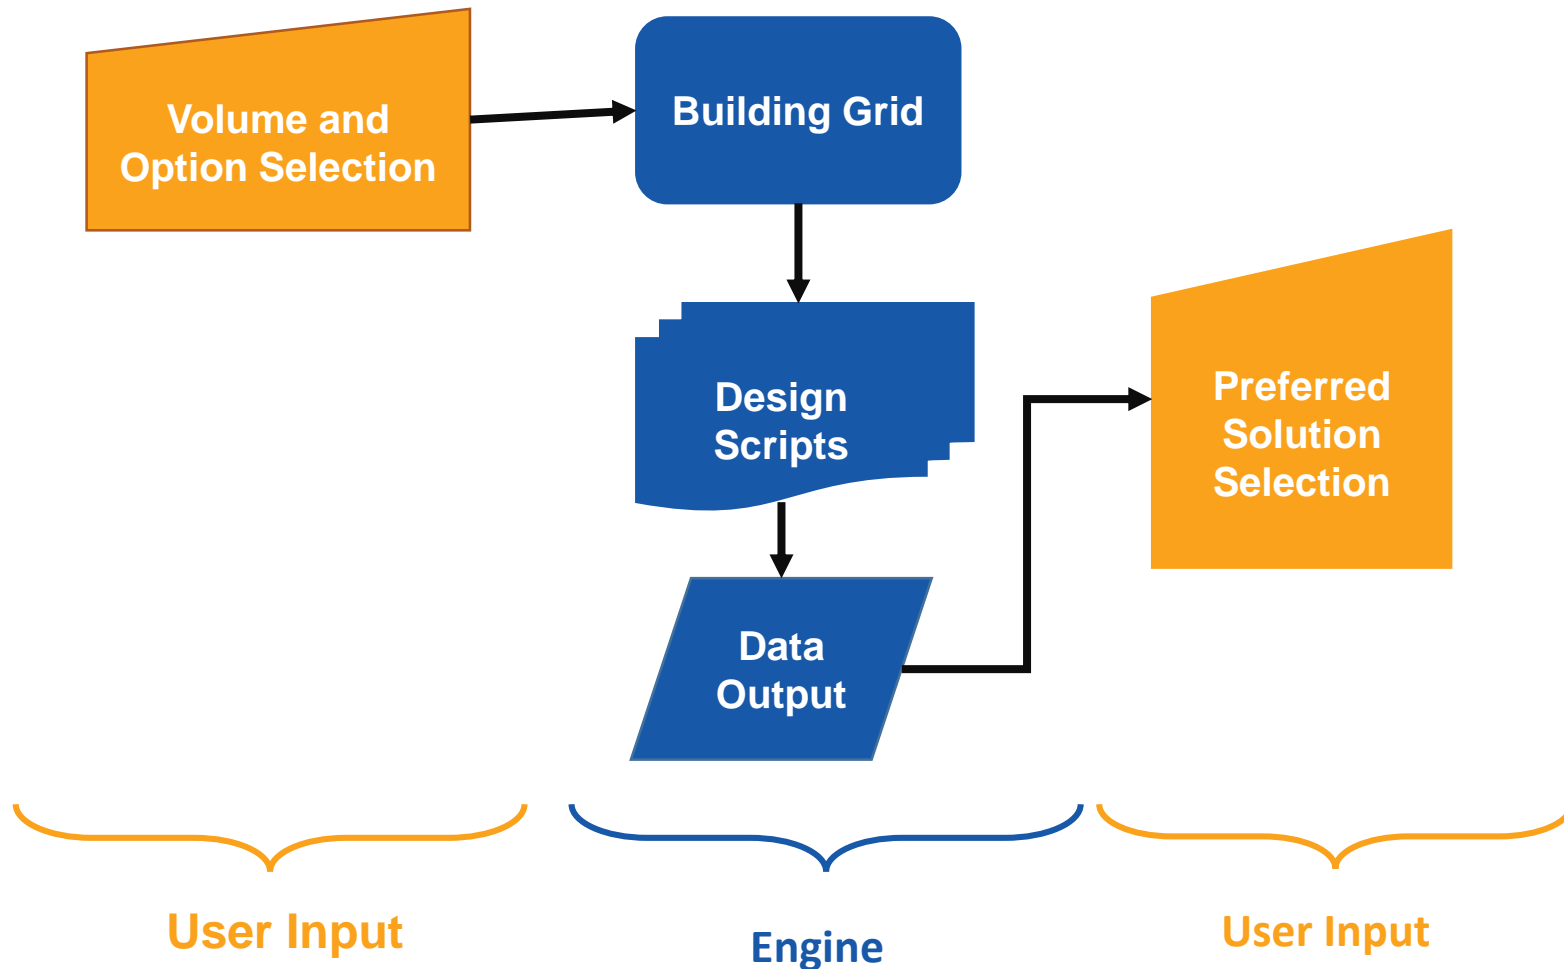 Volume and
Option Selection
Building Grid
Design
Scripts
Data
Output
Preferred
Solution
Selection
User Input
Engine
User Input